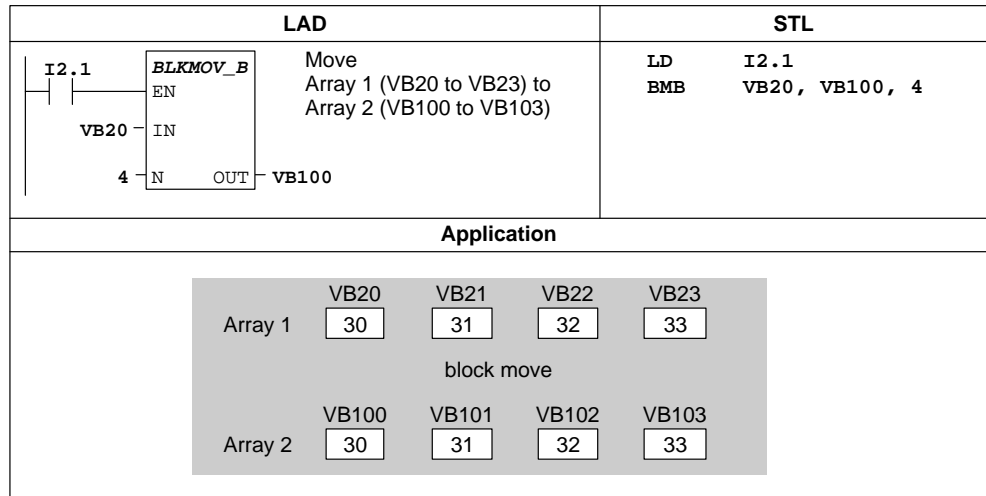 LAD
STL
I2.1
BLKMOV_B
EN
VB20
IN
4
N
OUT
VB100
Move
Array 1 (VB20 to VB23) to
Array 2 (VB100 to VB103)
LD I2.1
BMB VB20, VB100, 4
Application
VB20 VB21 VB22 VB23
Array 1 30 31 32 33
block move
VB100 VB101 VB102 VB103
Array 2 30 31 32 33